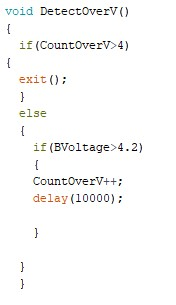 void DetectOverV()
{
if(CountOverV>4)
{
exit();
}
else
{
if(BVoltage>4.2)
{
CountOverV++;
delay(10000);
}
}
}